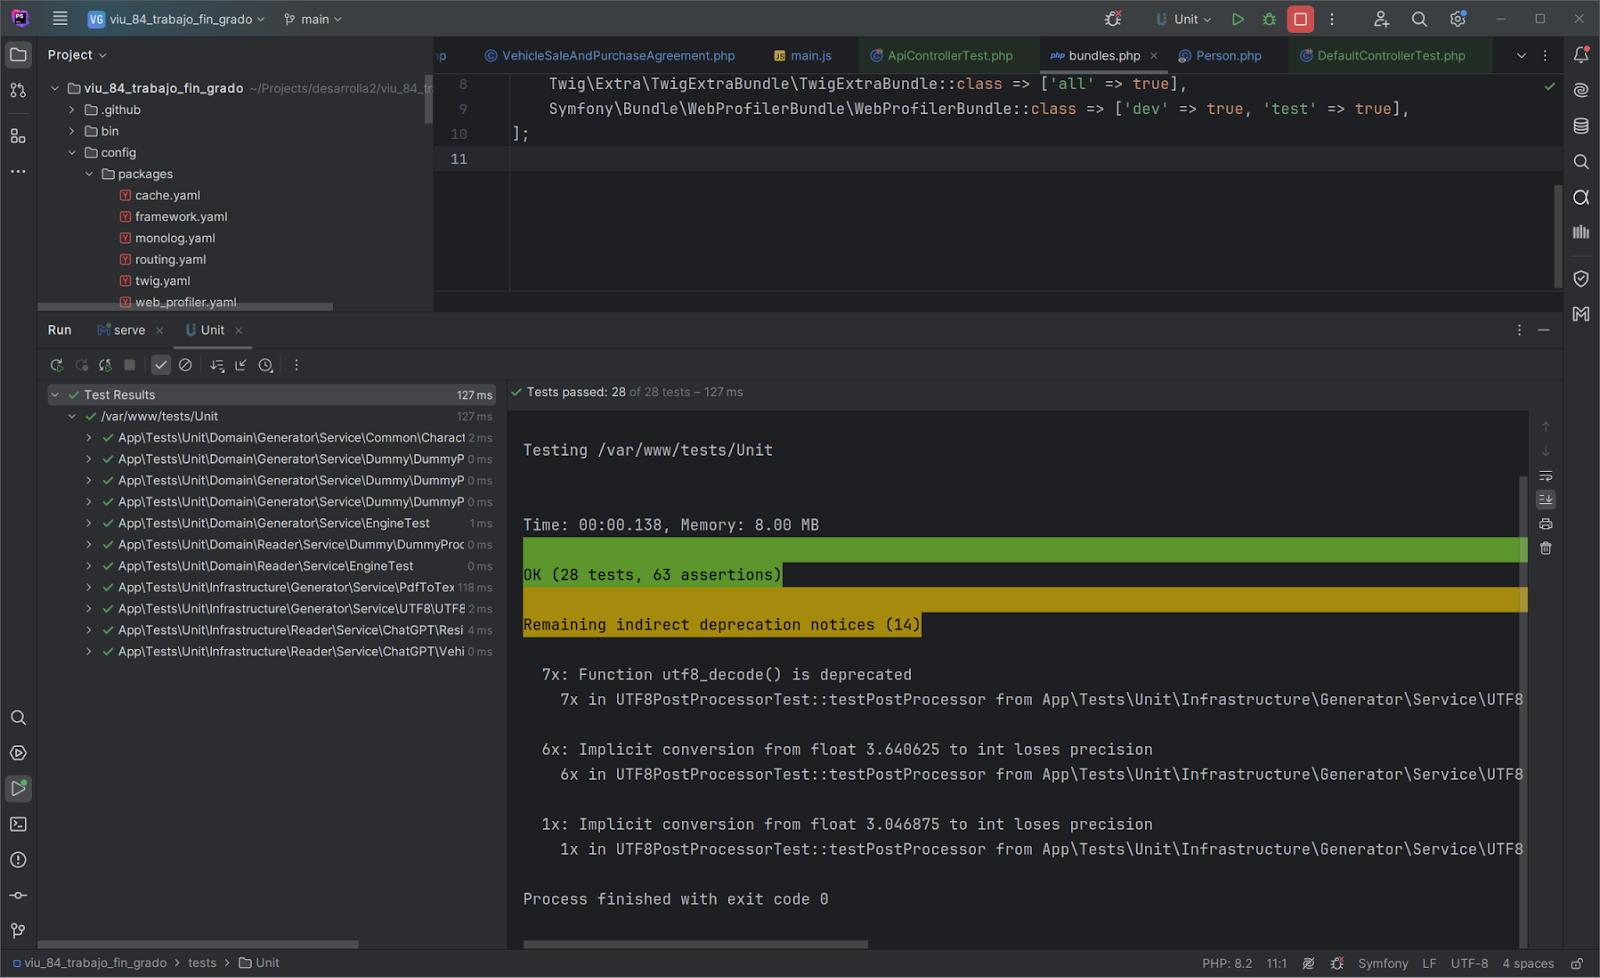 VG viu_84_trabajo_fin_grado
main
Unit
Project
VehicleSaleAndPurchaseAgreement.php
JS main.js
ApiControllerTest.php
php bundles.php
Person.php
DefaultControllerTest.php
viu_84_trabajo_fin_grado ~/Projects/desarrolla2/viu_84_tr
.github
bin
config
packages
cache.yaml
framework.yaml
monolog.yaml
routing.yaml
twig.yaml
web_profiler.yaml
8 Twig\Extra\TwigExtraBundle\TwigExtraBundle::class => ['all' => true],
9 Symfony\Bundle\WebProfilerBundle\WebProfilerBundle::class => ['dev' => true, 'test' => true],
10 ];
11
Run
serve
Unit
Test Results 127 ms
/var/www/tests/Unit 127 ms
App\Tests\Unit\Domain\Generator\Service\Common\Charact 2 ms
App\Tests\Unit\Domain\Generator\Service\Dummy\DummyP 0 ms
App\Tests\Unit\Domain\Generator\Service\Dummy\DummyP 0 ms
App\Tests\Unit\Domain\Generator\Service\Dummy\DummyP 0 ms
App\Tests\Unit\Domain\Generator\Service\EngineTest 1 ms
App\Tests\Unit\Domain\Reader\Service\Dummy\DummyProc 0 ms
App\Tests\Unit\Domain\Reader\Service\EngineTest 0 ms
App\Tests\Unit\Infrastructure\Generator\Service\PdfToTex 118 ms
App\Tests\Unit\Infrastructure\Generator\Service\UTF8\UTF8 2 ms
App\Tests\Unit\Infrastructure\Reader\Service\ChatGPT\Resi 4 ms
App\Tests\Unit\Infrastructure\Reader\Service\ChatGPT\Vehi 0 ms
Tests passed: 28 of 28 tests – 127 ms
Testing /var/www/tests/Unit
Time: 00:00.138, Memory: 8.00 MB
OK (28 tests, 63 assertions)
Remaining indirect deprecation notices (14)
7x: Function utf8_decode() is deprecated
7x in UTF8PostProcessorTest::testPostProcessor from App\Tests\Unit\Infrastructure\Generator\Service\UTF8
6x: Implicit conversion from float 3.640625 to int loses precision
6x in UTF8PostProcessorTest::testPostProcessor from App\Tests\Unit\Infrastructure\Generator\Service\UTF8
1x: Implicit conversion from float 3.046875 to int loses precision
1x in UTF8PostProcessorTest::testPostProcessor from App\Tests\Unit\Infrastructure\Generator\Service\UTF8
Process finished with exit code 0
viu_84_trabajo_fin_grado > tests > Unit
PHP: 8.2 11:1 Symfony LF UTF-8 4 spaces